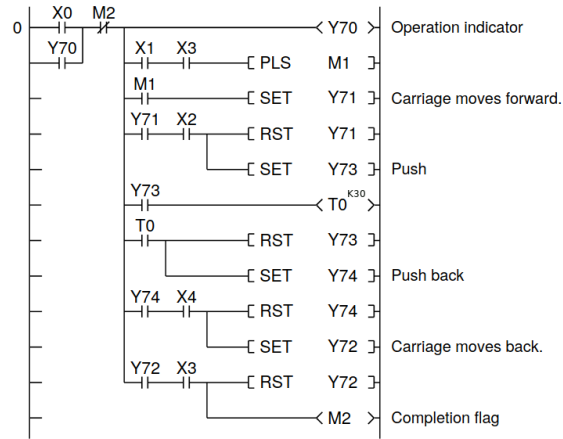 X0 M2
0 Y70 Operation indicator
Y70 X1 X3
PLS M1
M1
SET Y71 Carriage moves forward.
Y71 X2
RST Y71
SET Y73 Push
Y73 K30
T0
T0
RST Y73
SET Y74 Push back
Y74 X4
RST Y74
SET Y72 Carriage moves back.
Y72 X3
RST Y72
M2 Completion flag